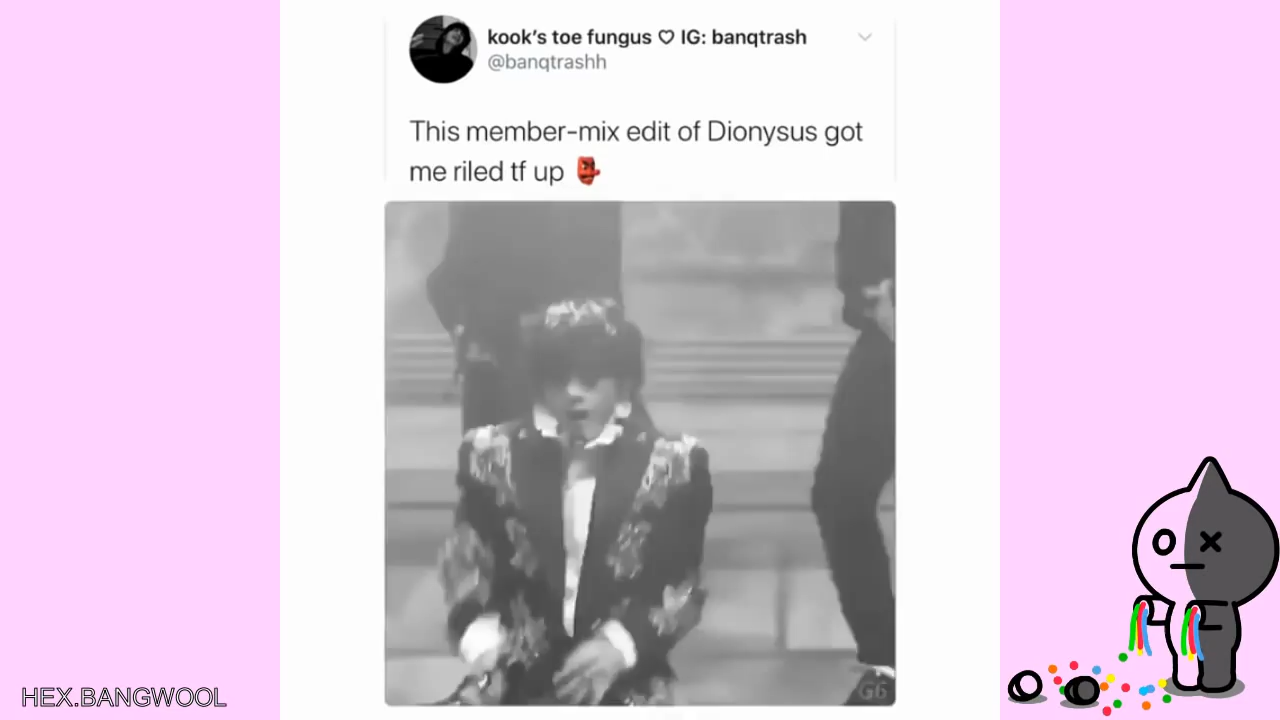 kook’s toe fungus ♡ IG: banqtrash
@banqtrashh
This member-mix edit of Dionysus got
me riled tf up 👺
G6
HEX.BANGWOOL